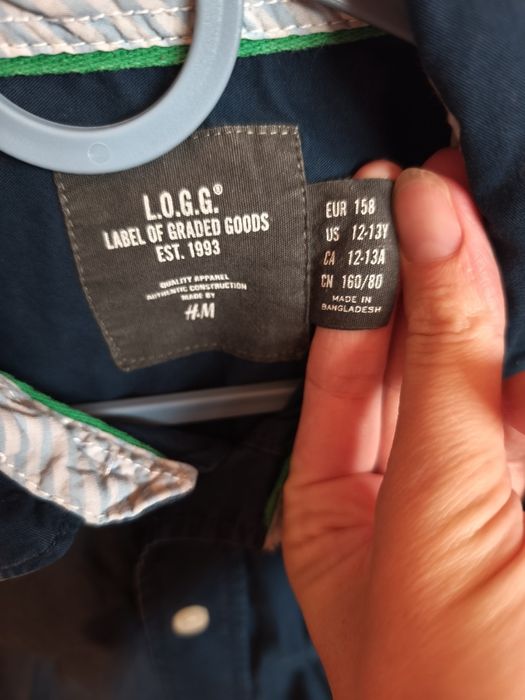 L.O.G.G.®
LABEL OF GRADED GOODS
EST. 1993
QUALITY APPAREL
AUTHENTIC CONSTRUCTION
MADE BY
H&M
EUR 158
US 12-13Y
CA 12-13A
CN 160/80
MADE IN
BANGLADESH